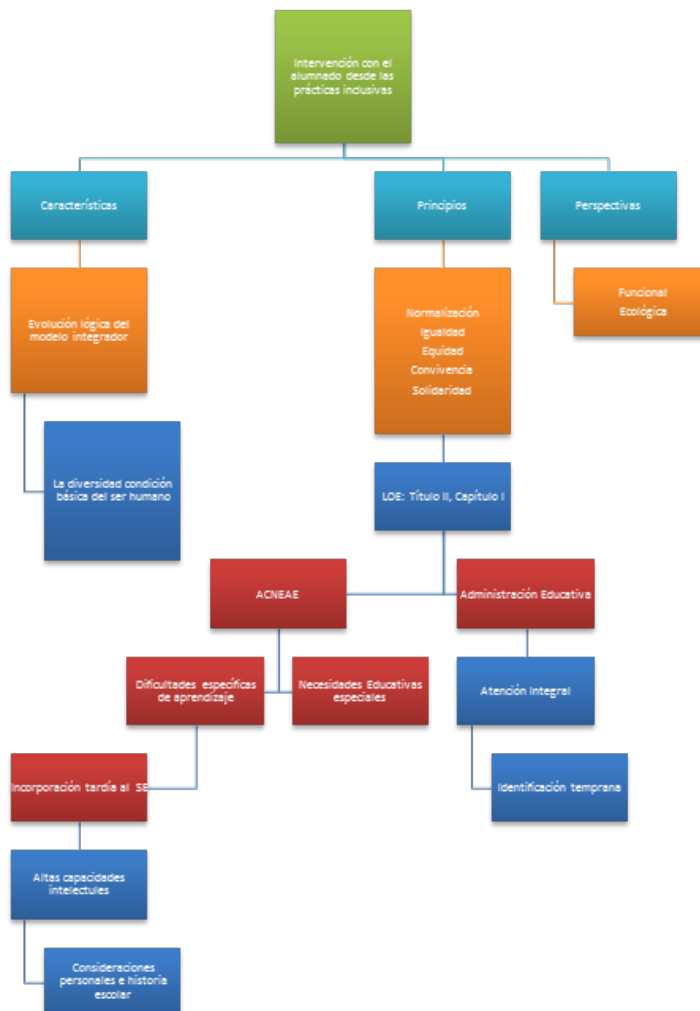 Intervención con el
alumnado desde las
prácticas inclusivas
Características
Principios
Perspectivas
Evolución lógica del
modelo integrador
Normalización
Igualdad
Equidad
Convivencia
Solidaridad
Funcional
Ecológica
La diversidad condición
básica del ser humano
LOE: Título II, Capítulo I
ACNEAE
Administración Educativa
Dificultades específicas
de aprendizaje
Necesidades Educativas
especiales
Atención Integral
Incorporación tardía al SE
Identificación temprana
Altas capacidades
intelectules
Consideraciones
personales e historia
escolar